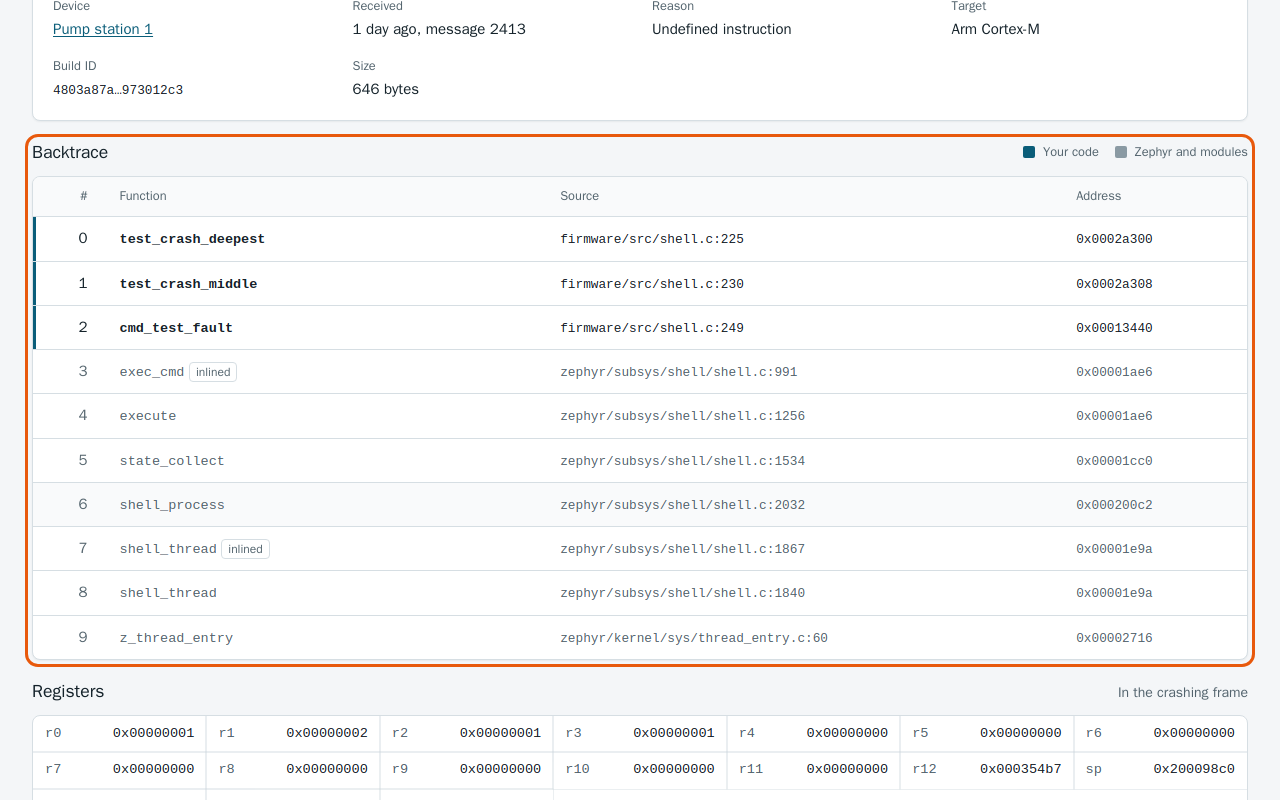 Device Received Reason Target
Pump station 1 1 day ago, message 2413 Undefined instruction Arm Cortex-M
Build ID Size
4803a87a…973012c3 646 bytes
Backtrace Your code Zephyr and modules
# Function Source Address
0 test_crash_deepest firmware/src/shell.c:225 0x0002a300
1 test_crash_middle firmware/src/shell.c:230 0x0002a308
2 cmd_test_fault firmware/src/shell.c:249 0x00013440
3 exec_cmd inlined zephyr/subsys/shell/shell.c:991 0x00001ae6
4 execute zephyr/subsys/shell/shell.c:1256 0x00001ae6
5 state_collect zephyr/subsys/shell/shell.c:1534 0x00001cc0
6 shell_process zephyr/subsys/shell/shell.c:2032 0x000200c2
7 shell_thread inlined zephyr/subsys/shell/shell.c:1867 0x00001e9a
8 shell_thread zephyr/subsys/shell/shell.c:1840 0x00001e9a
9 z_thread_entry zephyr/kernel/sys/thread_entry.c:60 0x00002716
Registers In the crashing frame
r0 0x00000001 r1 0x00000002 r2 0x00000001 r3 0x00000001 r4 0x00000000 r5 0x00000000 r6 0x00000000
r7 0x00000000 r8 0x00000000 r9 0x00000000 r10 0x00000000 r11 0x00000000 r12 0x000354b7 sp 0x200098c0